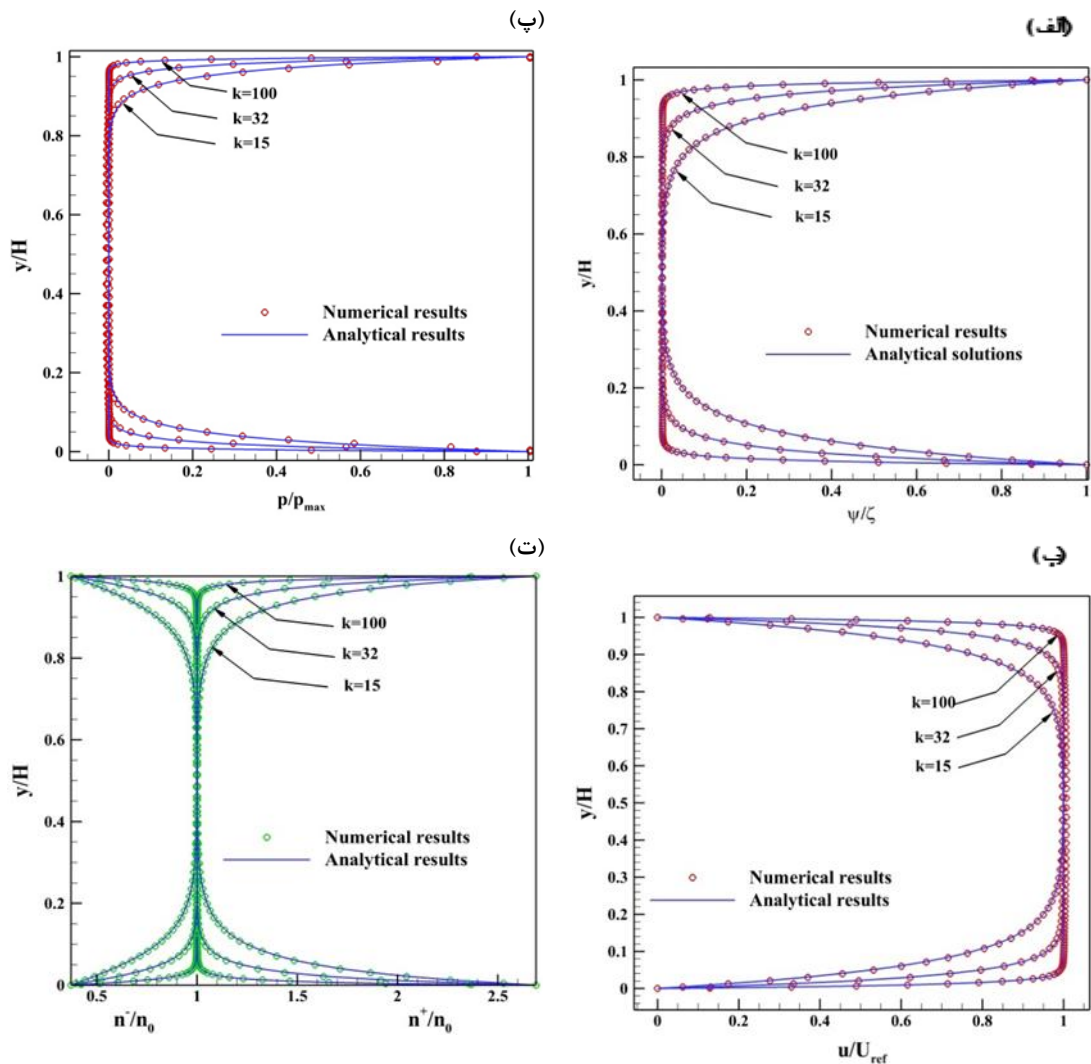 (الف)
1
0.8
0.6
0.4
0.2
0
y/H
k=100
k=32
k=15
Numerical results
Analytical solutions
0 0.2 0.4 0.6 0.8 1
ψ/ζ
(پ)
1
0.8
0.6
0.4
0.2
0
y/H
k=100
k=32
k=15
Numerical results
Analytical results
0 0.2 0.4 0.6 0.8 1
p/p_max
(ب)
1
0.9
0.8
0.7
0.6
0.5
0.4
0.3
0.2
0.1
0
y/H
k=100
k=32
k=15
Numerical results
Analytical results
0 0.2 0.4 0.6 0.8 1
u/U_ref
(ت)
1
0.8
0.6
0.4
0.2
0
y/H
k=100
k=32
k=15
Numerical results
Analytical results
0.5 1 1.5 2 2.5
n⁻/n₀ n⁺/n₀